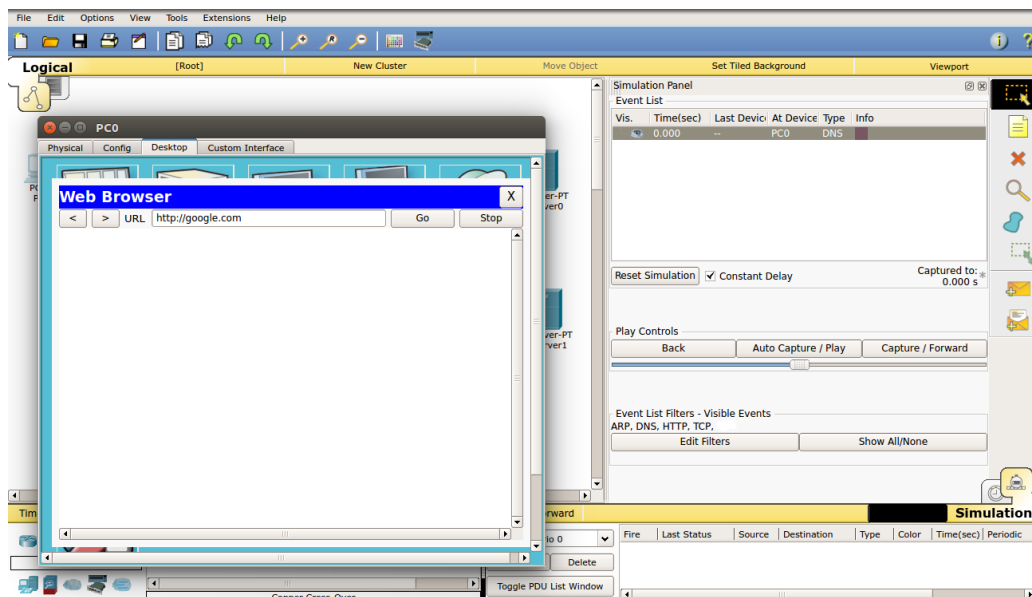 File Edit Options View Tools Extensions Help
Logical [Root] New Cluster Move Object Set Tiled Background Viewport
Simulation Panel
Event List
Vis. Time(sec) Last Device At Device Type Info
0.000 -- PC0 DNS
PC0
Physical Config Desktop Custom Interface
Web Browser X
< > URL http://google.com Go Stop
er-PT
ver0
Reset Simulation Constant Delay Captured to: *
0.000 s
er-PT
rver1
Play Controls
Back Auto Capture / Play Capture / Forward
Event List Filters - Visible Events
ARP, DNS, HTTP, TCP,
Edit Filters Show All/None
Tim
rward
Simulation
io 0
Fire Last Status Source Destination Type Color Time(sec) Periodic
Delete
Toggle PDU List Window